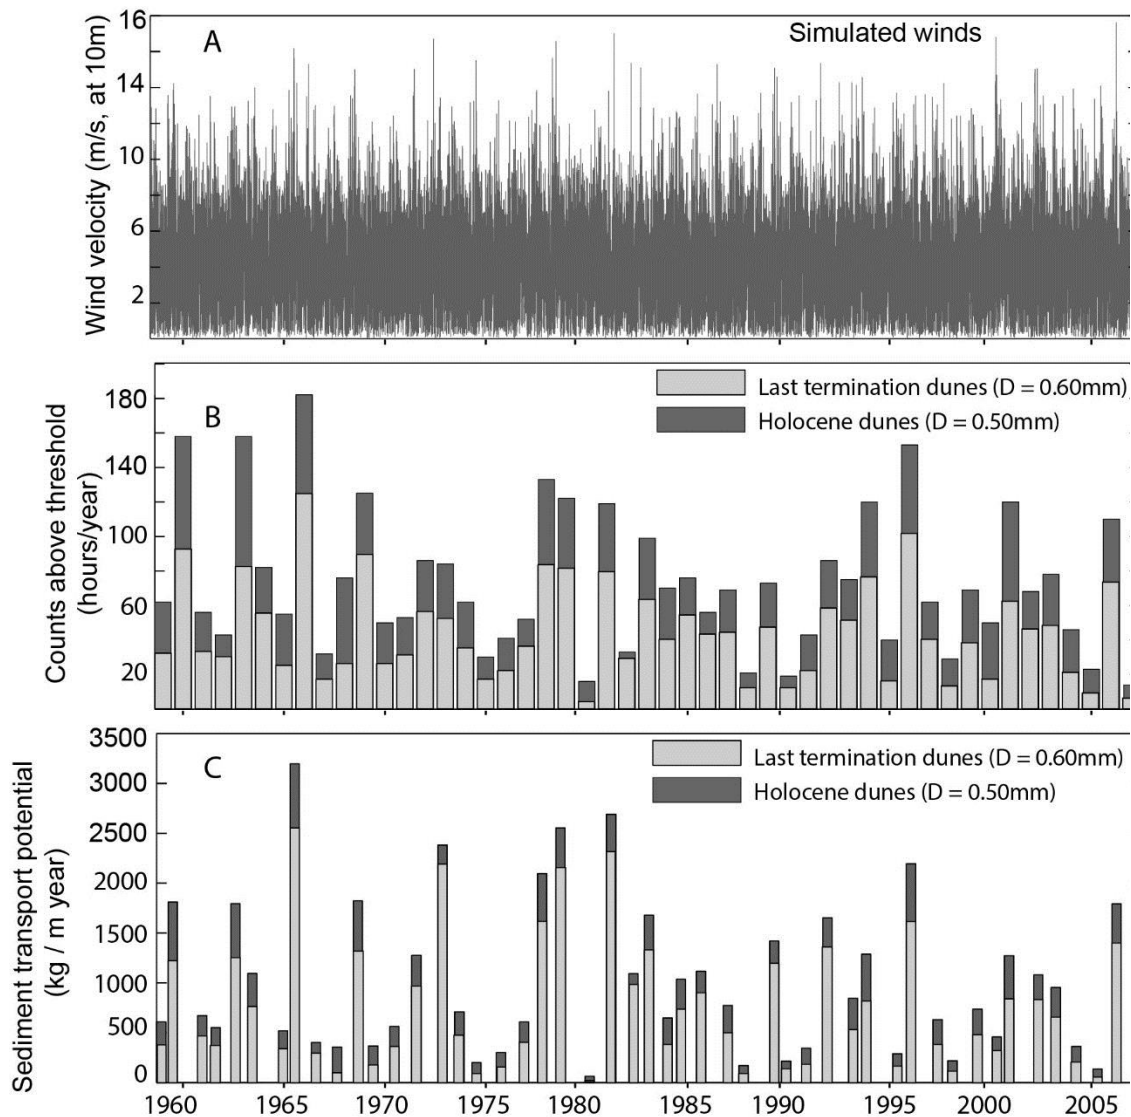 A
Simulated winds
Wind velocity (m/s, at 10m)
16
14
10
6
2
B
Last termination dunes (D = 0.60mm)
Holocene dunes (D = 0.50mm)
Counts above threshold
(hours/year)
180
140
100
60
20
C
Last termination dunes (D = 0.60mm)
Holocene dunes (D = 0.50mm)
Sediment transport potential
(kg / m year)
3500
3000
2500
2000
1500
1000
500
0
1960 1965 1970 1975 1980 1985 1990 1995 2000 2005